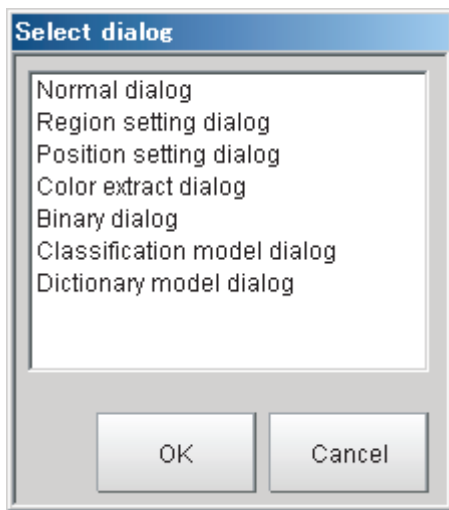 Select dialog
Normal dialog
Region setting dialog
Position setting dialog
Color extract dialog
Binary dialog
Classification model dialog
Dictionary model dialog
OK
Cancel